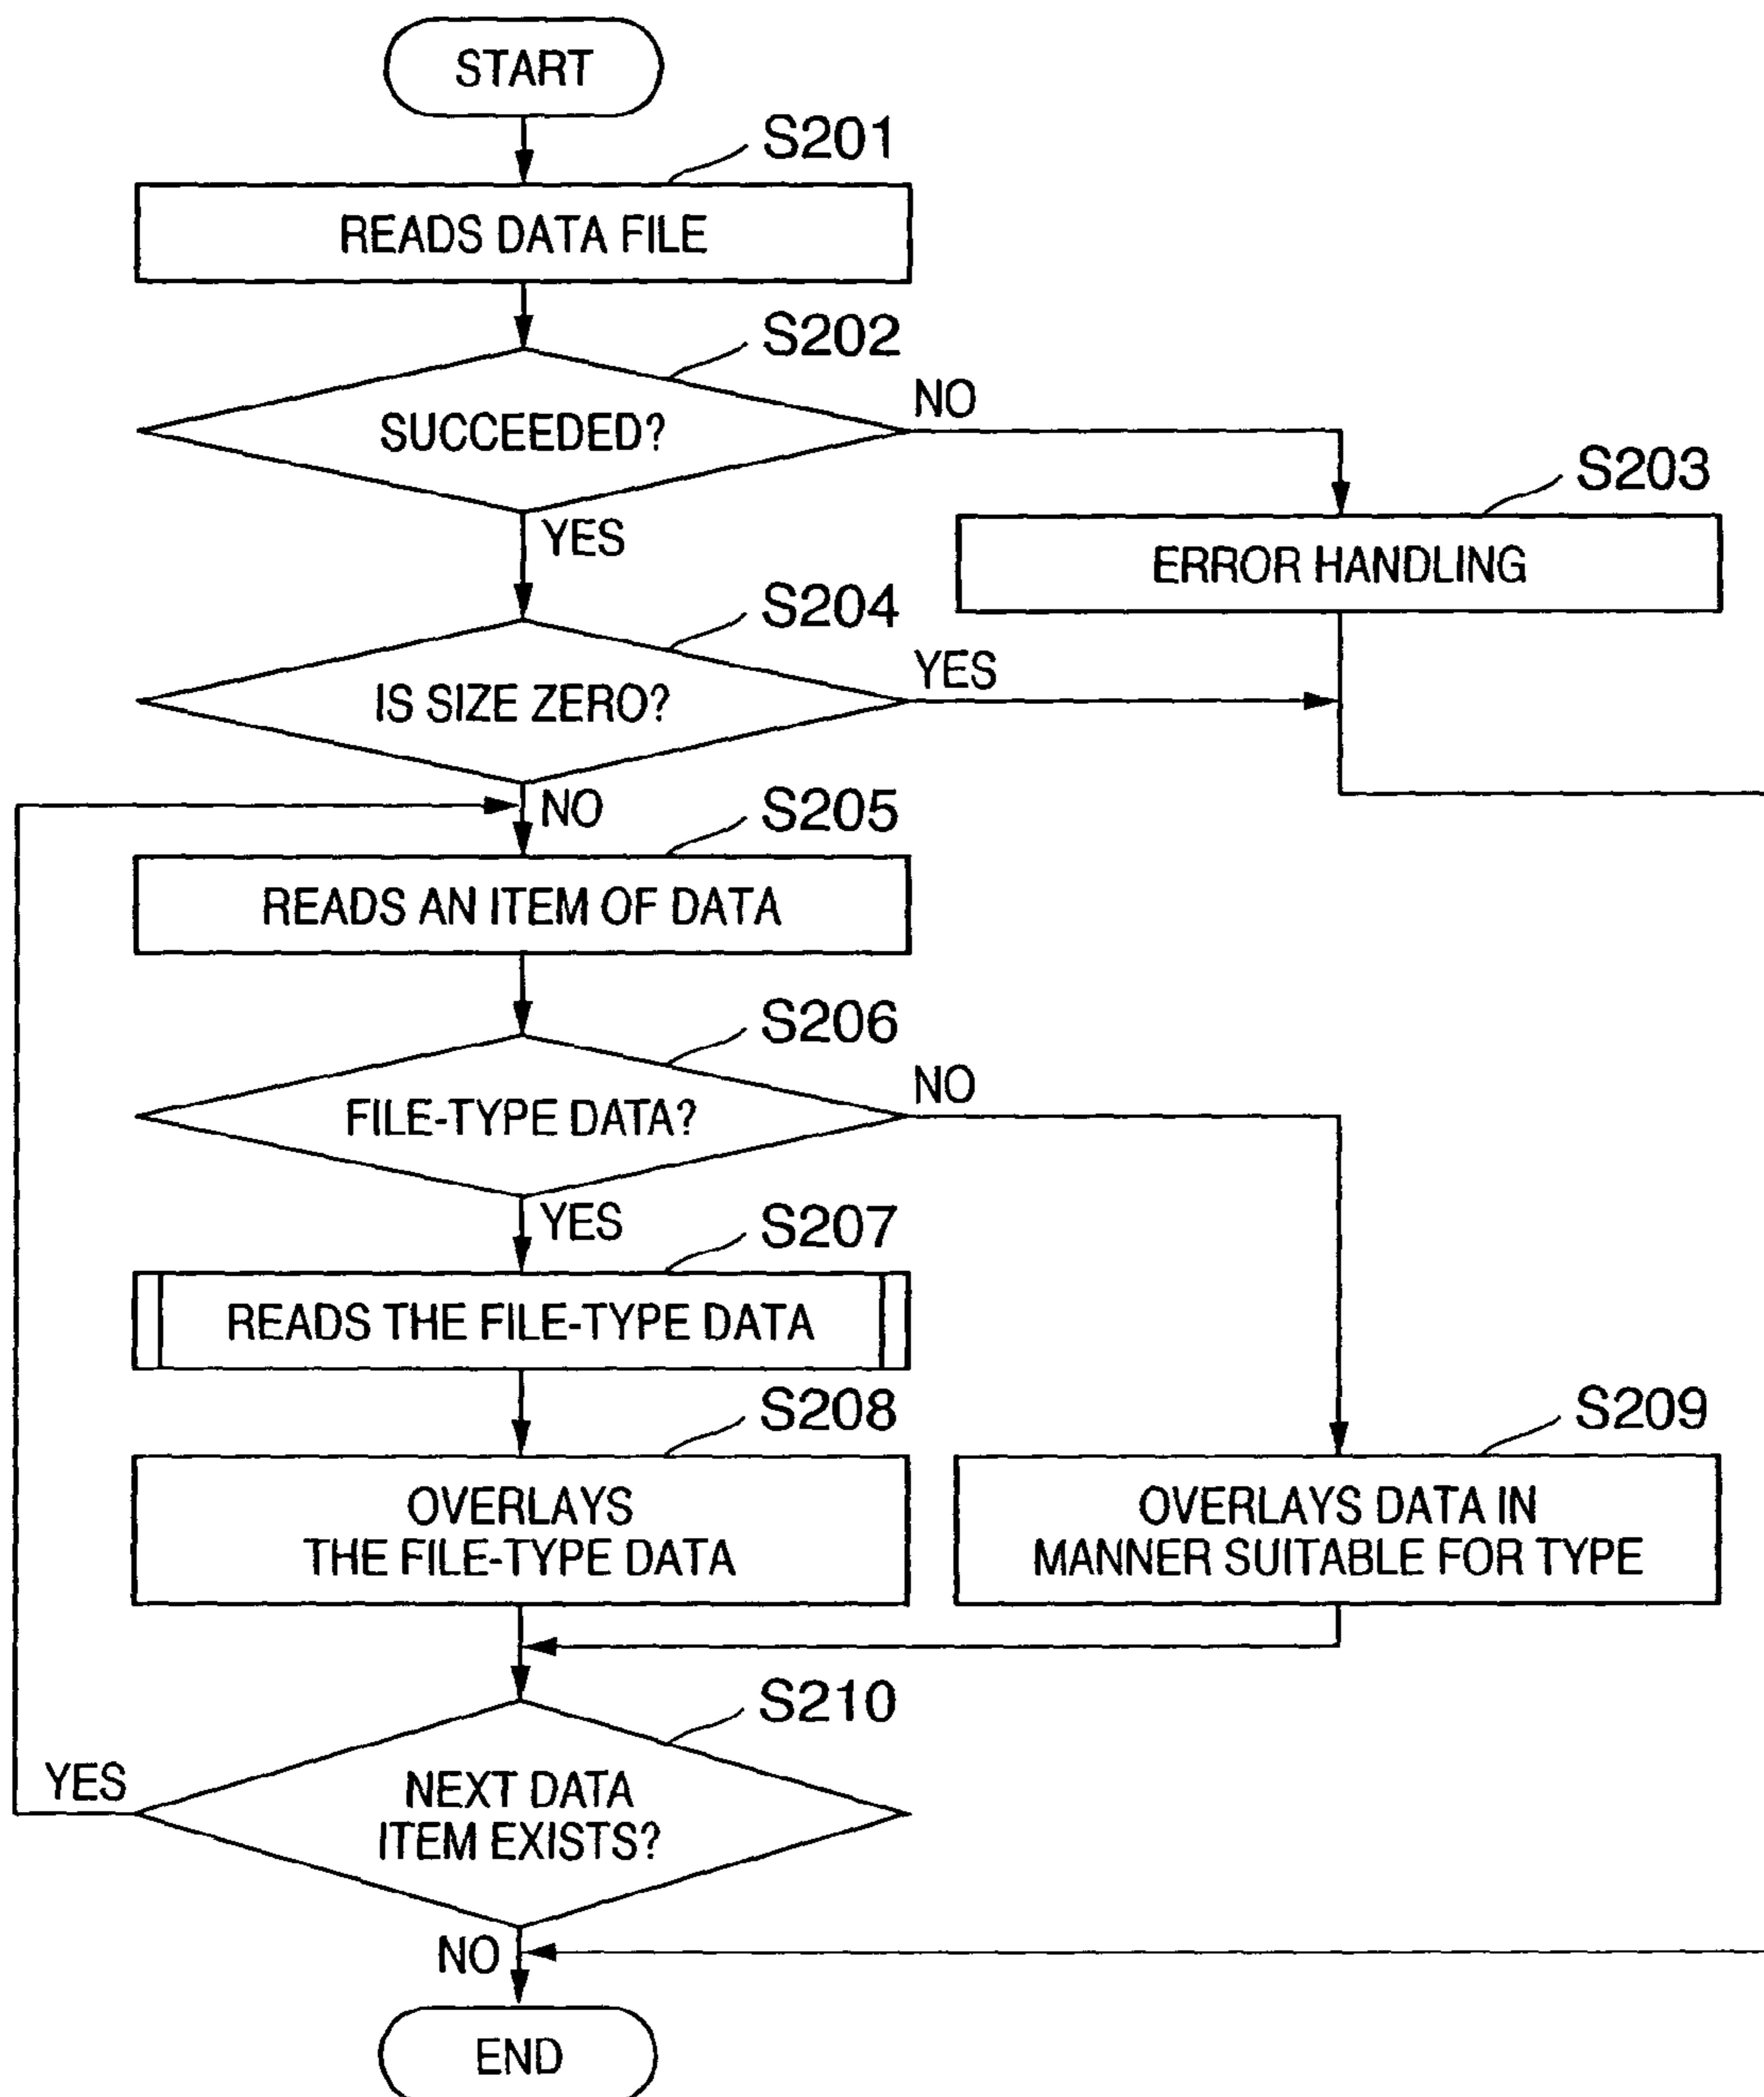 START
S201
READS DATA FILE
S202
SUCCEEDED?
NO
S203
YES
ERROR HANDLING
S204
IS SIZE ZERO?
YES
NO
S205
READS AN ITEM OF DATA
S206
FILE-TYPE DATA?
NO
YES
S207
READS THE FILE-TYPE DATA
S208
S209
OVERLAYS
THE FILE-TYPE DATA
OVERLAYS DATA IN
MANNER SUITABLE FOR TYPE
S210
YES
NEXT DATA
ITEM EXISTS?
NO
END